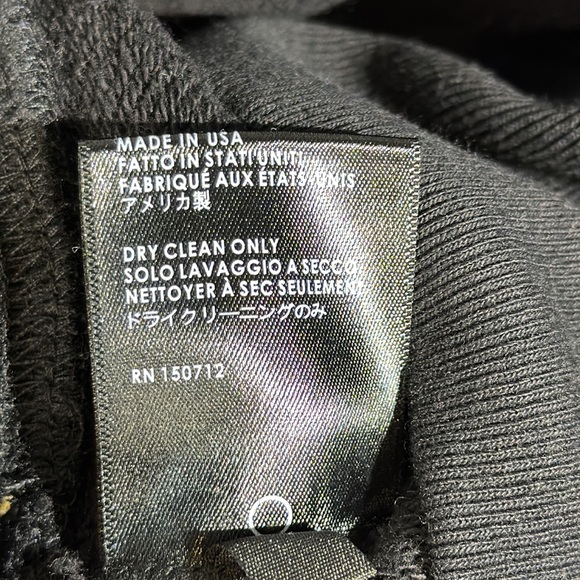 MADE IN USA
FATTO IN STATI UNITI
FABRIQUÉ AUX ÉTATS-UNIS
アメリカ製
DRY CLEAN ONLY
SOLO LAVAGGIO A SECCO
NETTOYER À SEC SEULEMENT
ドライクリーニングのみ
RN 150712